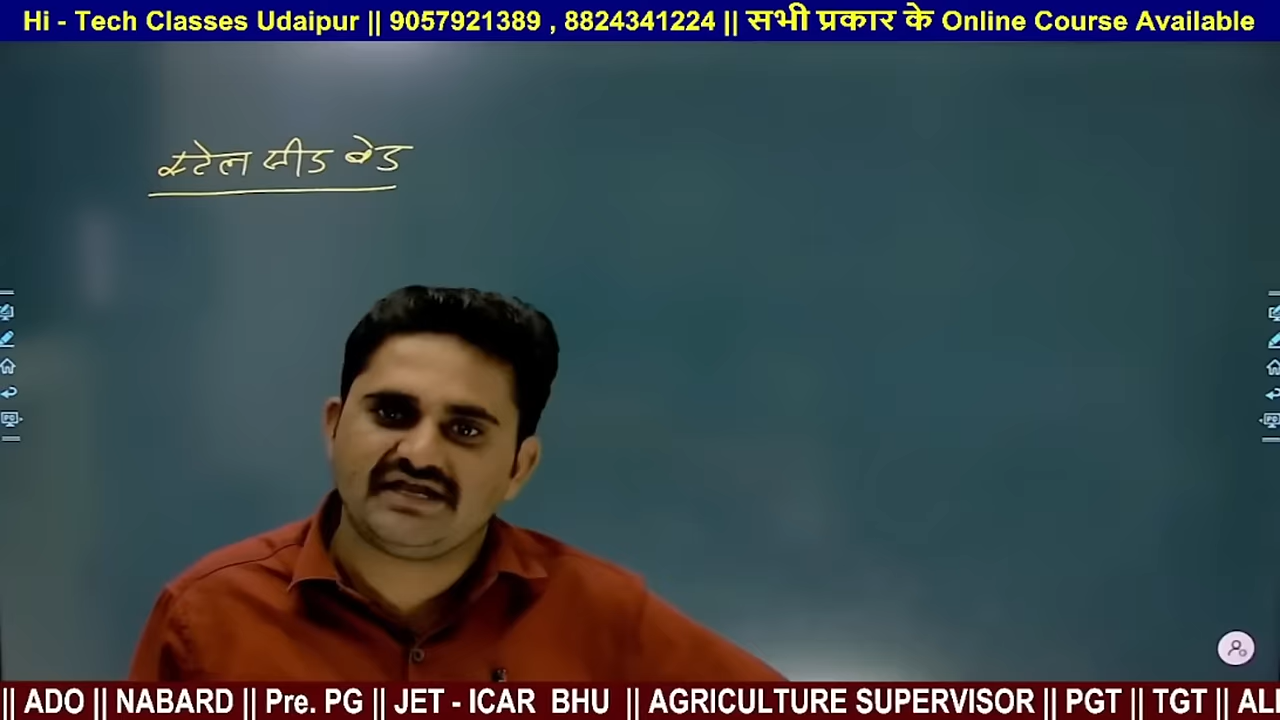 Hi - Tech Classes Udaipur || 9057921389 , 8824341224 || सभी प्रकार के Online Course Available
स्टेल सीड बेड
|| ADO || NABARD || Pre. PG || JET - ICAR BHU || AGRICULTURE SUPERVISOR || PGT || TGT || ALL